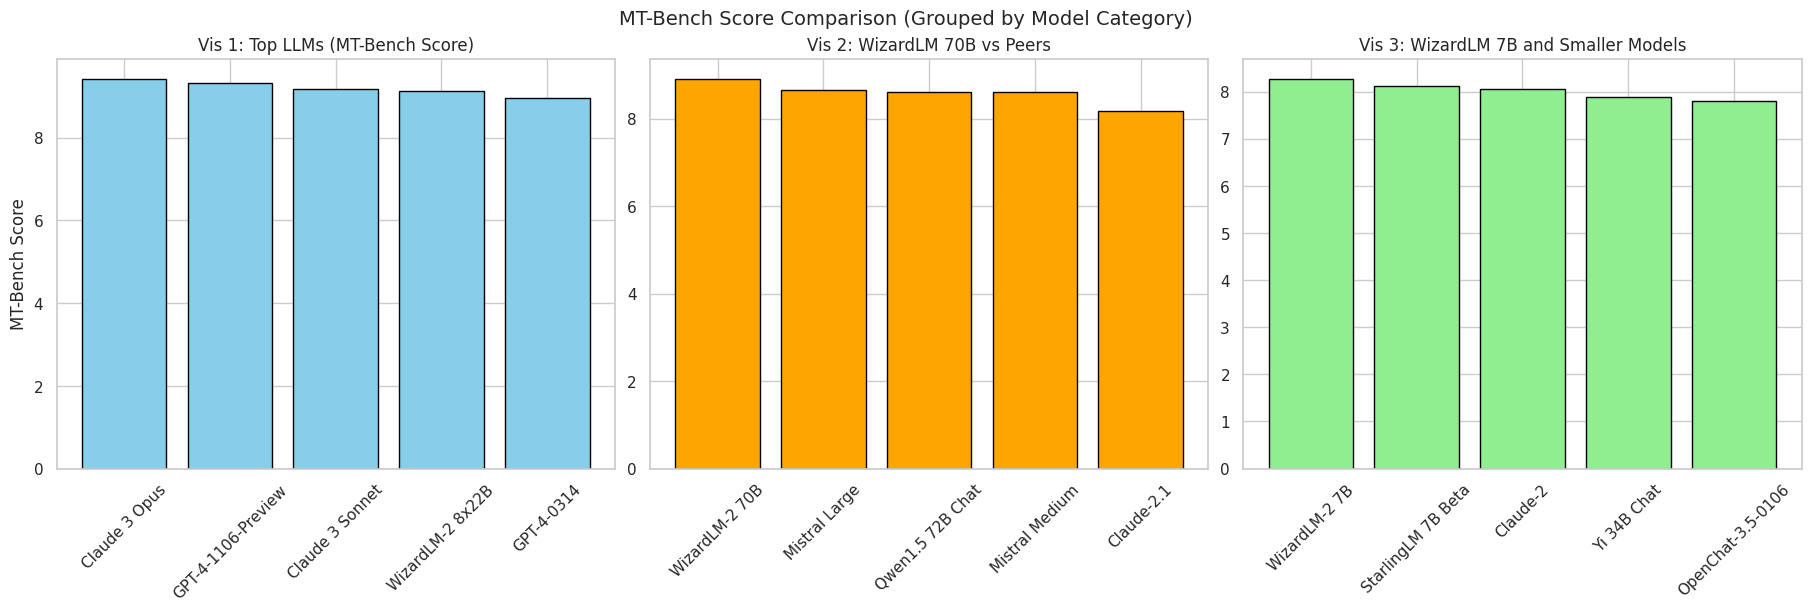 MT-Bench Score Comparison (Grouped by Model Category)
Vis 1: Top LLMs (MT-Bench Score)
MT-Bench Score
8
6
4
2
0
Claude 3 Opus
GPT-4-1106-Preview
Claude 3 Sonnet
WizardLM-2 8x22B
GPT-4-0314
Vis 2: WizardLM 70B vs Peers
8
6
4
2
0
WizardLM-2 70B
Mistral Large
Qwen1.5 72B Chat
Mistral Medium
Claude-2.1
Vis 3: WizardLM 7B and Smaller Models
8
7
6
5
4
3
2
1
0
WizardLM-2 7B
StarlingLM 7B Beta
Claude-2
Yi 34B Chat
OpenChat-3.5-0106